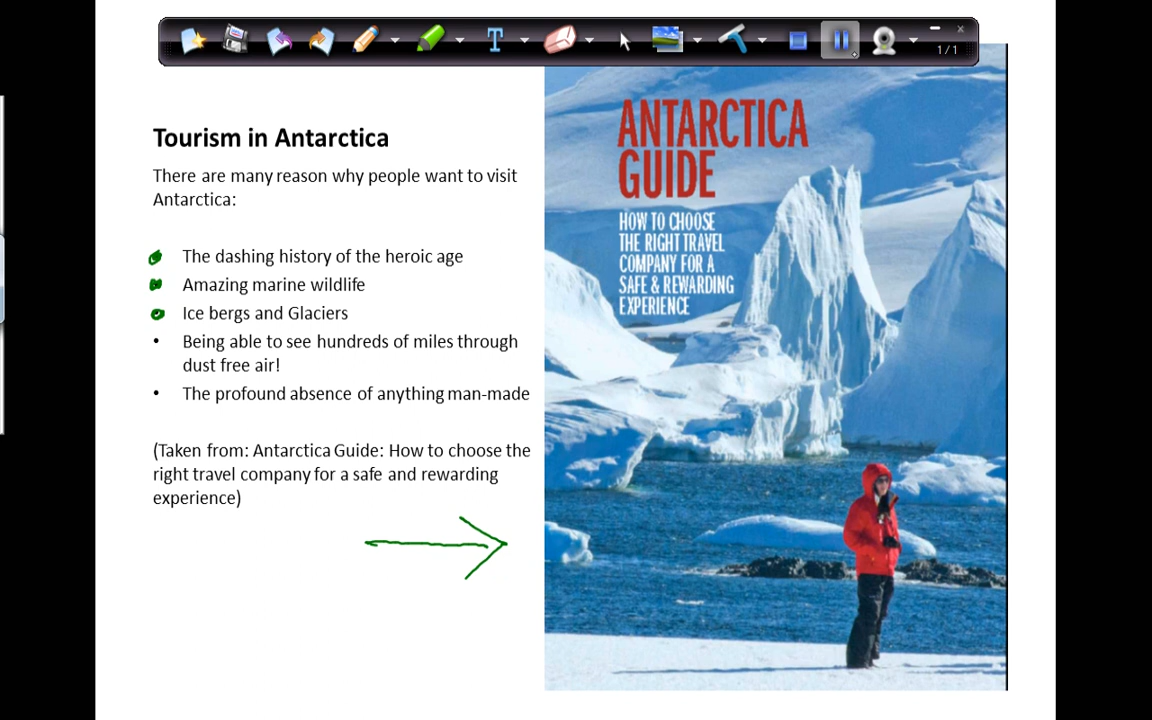 T
1/1
Tourism in Antarctica
There are many reason why people want to visit
Antarctica:
The dashing history of the heroic age
Amazing marine wildlife
Ice bergs and Glaciers
• Being able to see hundreds of miles through
dust free air!
• The profound absence of anything man-made
(Taken from: Antarctica Guide: How to choose the
right travel company for a safe and rewarding
experience)
ANTARCTICA
GUIDE
HOW TO CHOOSE
THE RIGHT TRAVEL
COMPANY FOR A
SAFE & REWARDING
EXPERIENCE